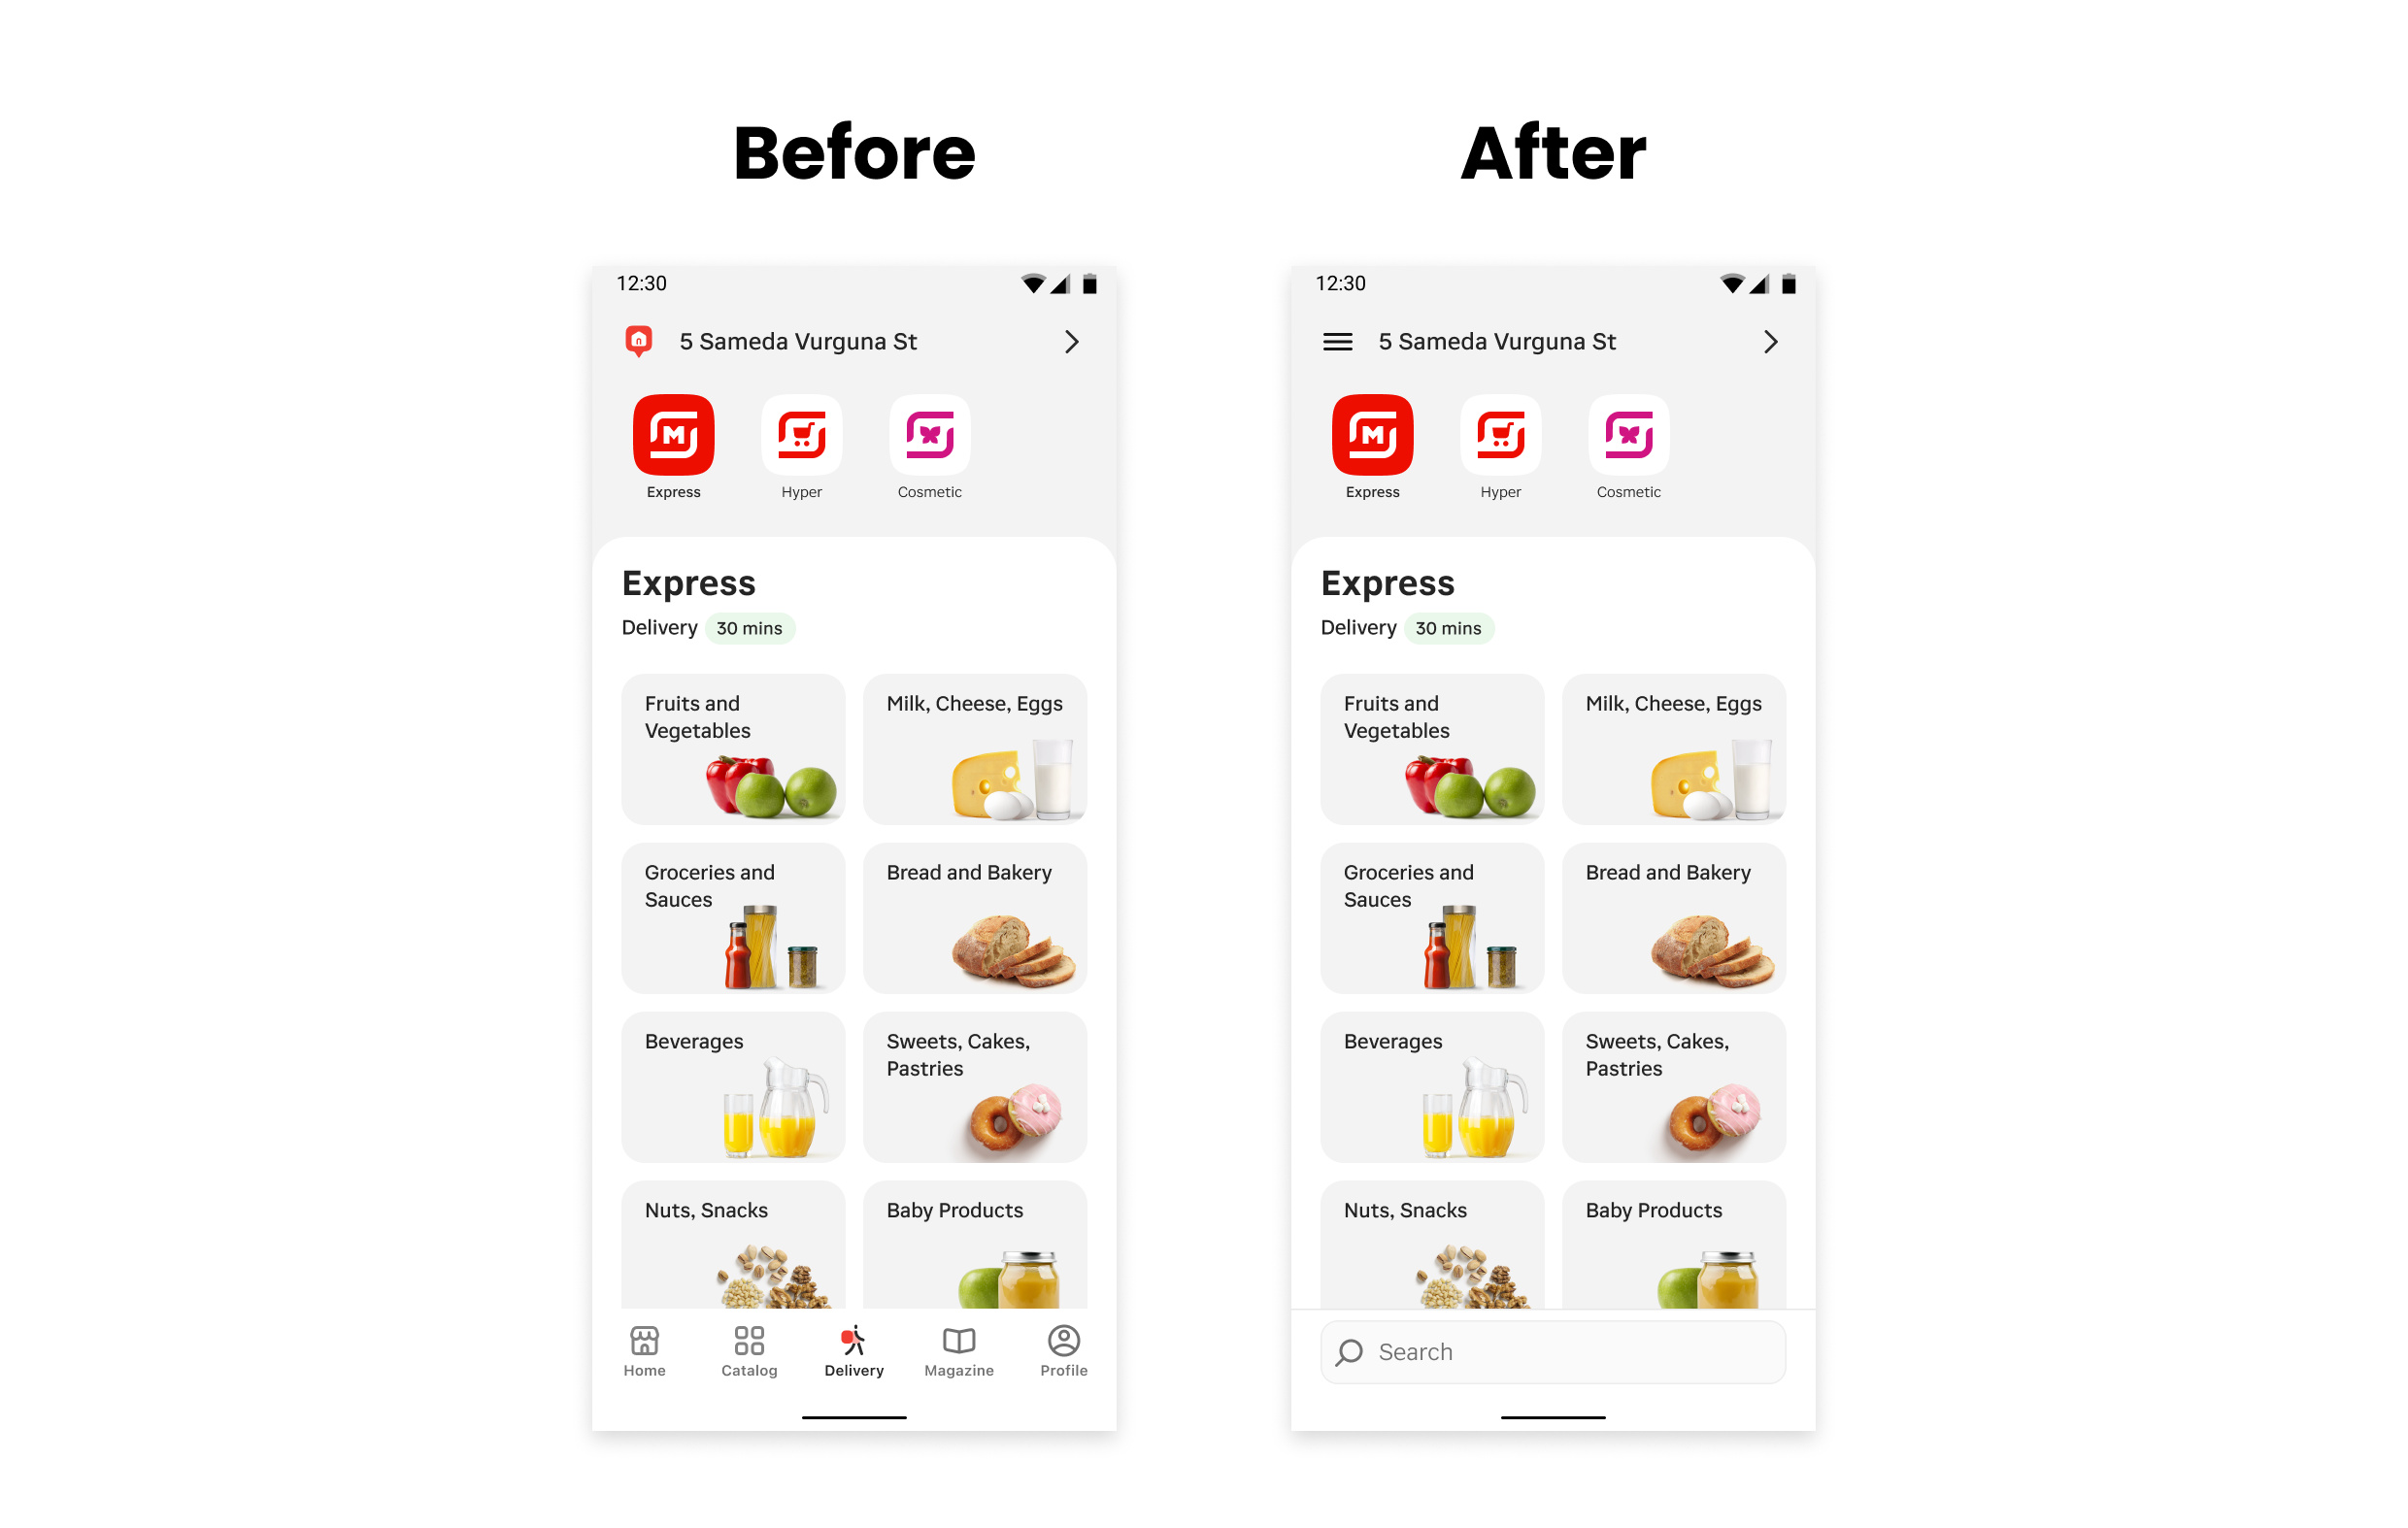 Before
12:30
5 Sameda Vurguna St
Express Hyper Cosmetic
Express
Delivery 30 mins
Fruits and
Vegetables
Milk, Cheese, Eggs
Groceries and
Sauces
Bread and Bakery
Beverages
Sweets, Cakes,
Pastries
Nuts, Snacks
Baby Products
Home Catalog Delivery Magazine Profile
After
12:30
5 Sameda Vurguna St
Express Hyper Cosmetic
Express
Delivery 30 mins
Fruits and
Vegetables
Milk, Cheese, Eggs
Groceries and
Sauces
Bread and Bakery
Beverages
Sweets, Cakes,
Pastries
Nuts, Snacks
Baby Products
Search